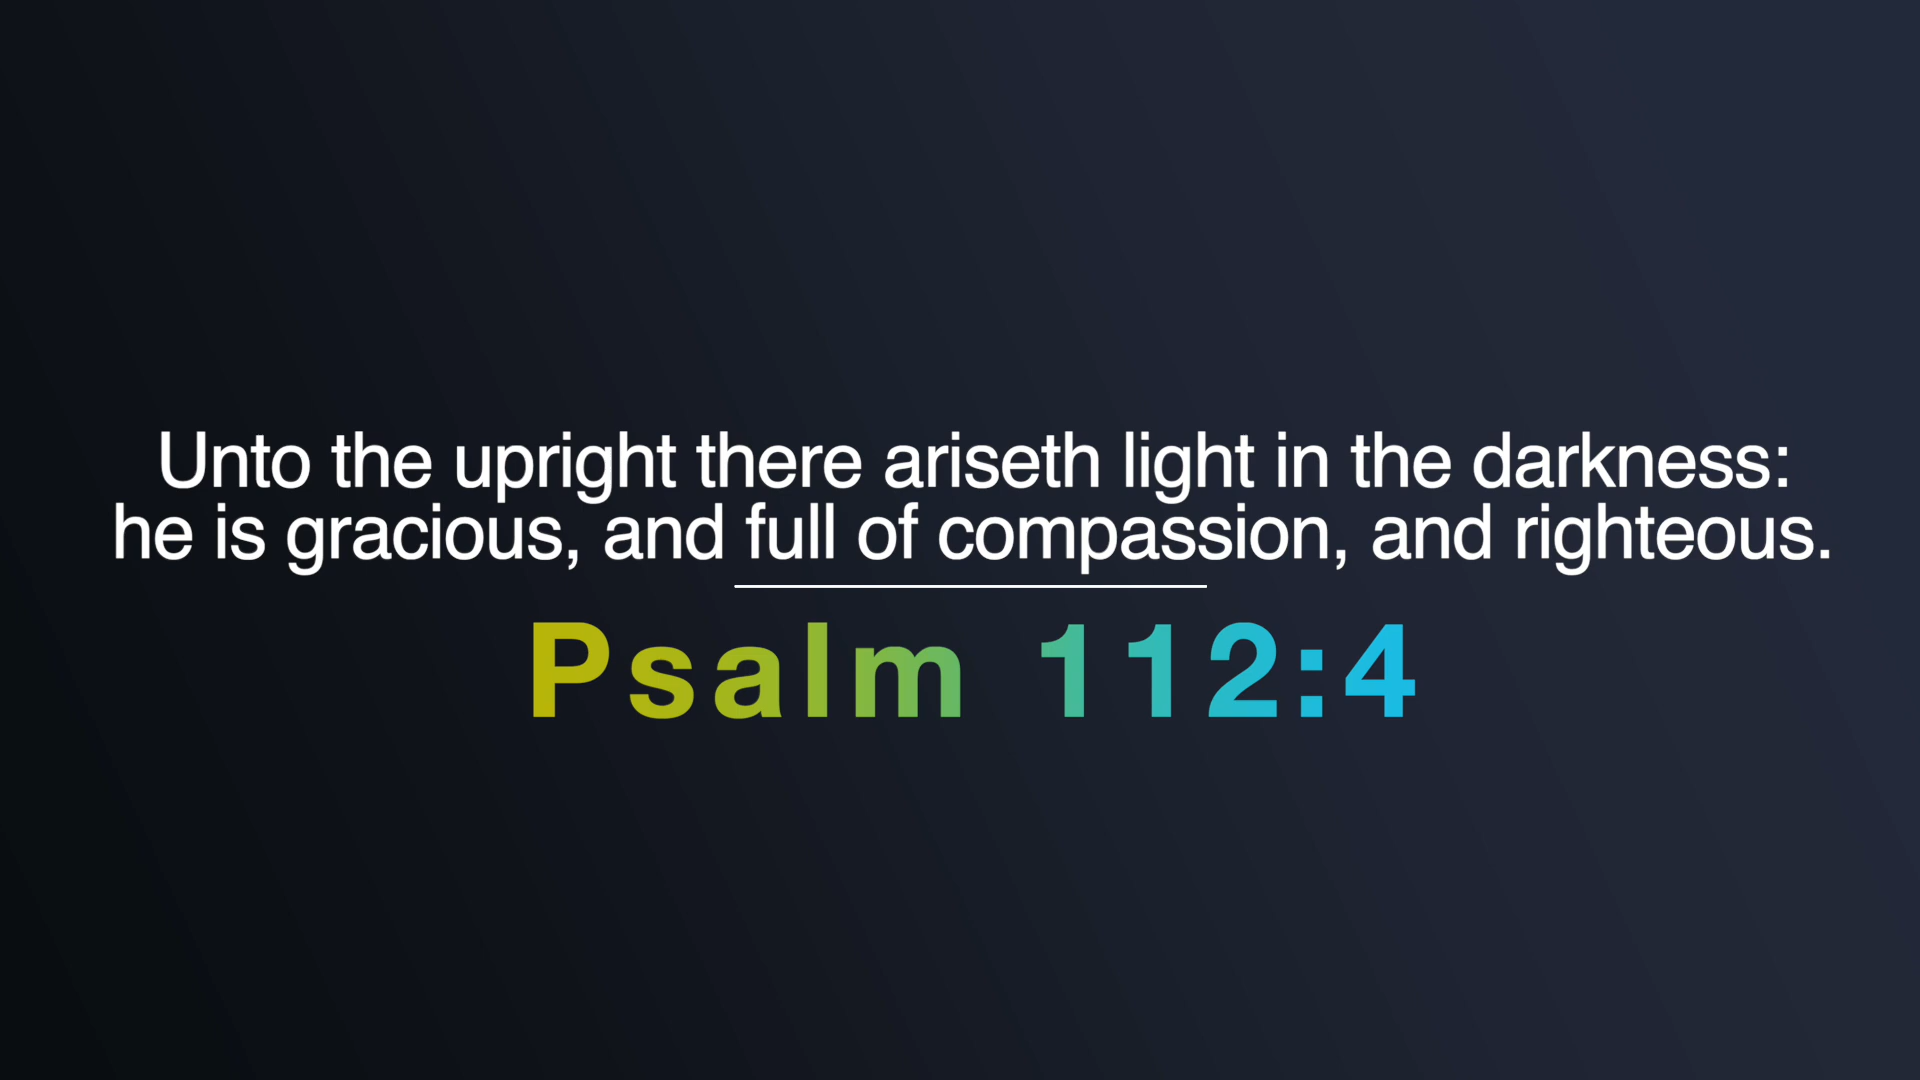 Unto the upright there ariseth light in the darkness:
he is gracious, and full of compassion, and righteous.
Psalm 112:4